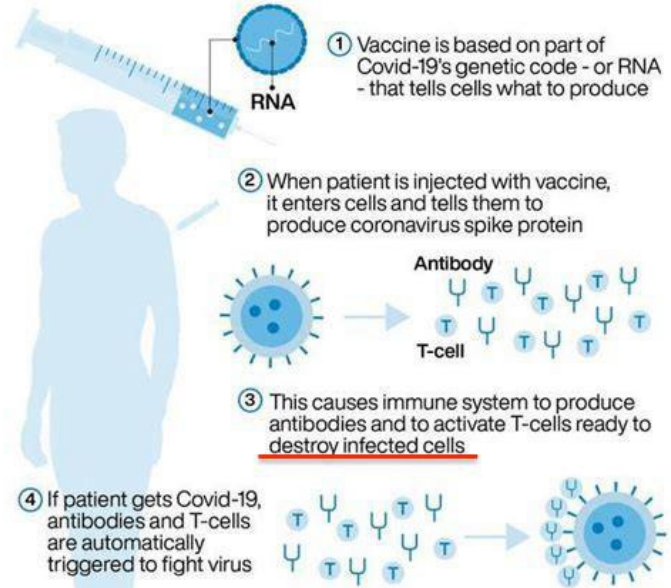 ① Vaccine is based on part of
Covid-19's genetic code - or RNA
- that tells cells what to produce
RNA
② When patient is injected with vaccine,
it enters cells and tells them to
produce coronavirus spike protein
Antibody
T
T
T
T
T
T
T
T-cell
③ This causes immune system to produce
antibodies and to activate T-cells ready to
destroy infected cells
④ If patient gets Covid-19,
antibodies and T-cells
are automatically
triggered to fight virus
T
T
T
T
T
T